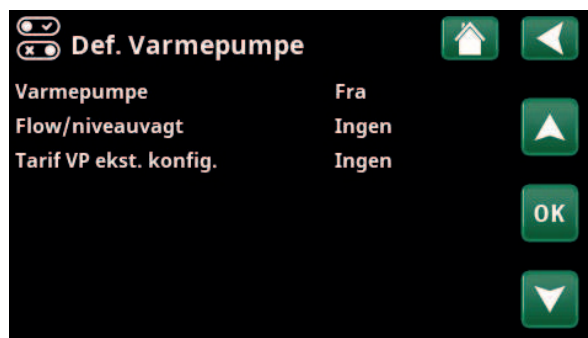 Def. Varmepumpe
Varmepumpe Fra
Flow/niveauvagt Ingen
Tarif VP ekst. konfig. Ingen
OK